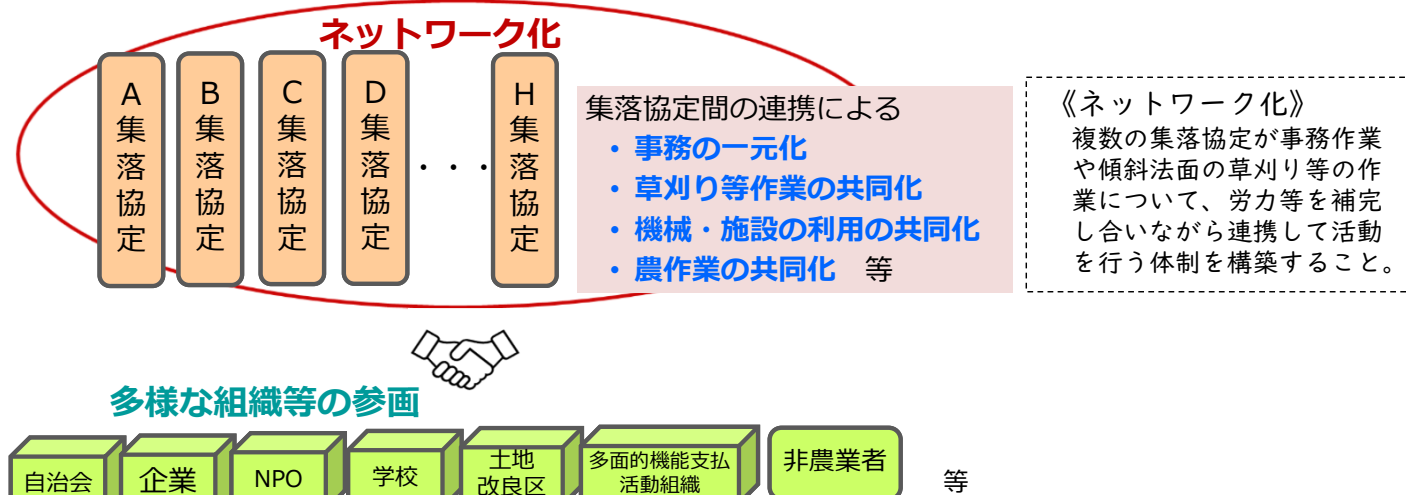 ネットワーク化
A集落協定
B集落協定
C集落協定
D集落協定
・・・
H集落協定
集落協定間の連携による
・事務の一元化
・草刈り等作業の共同化
・機械・施設の利用の共同化
・農作業の共同化　等
《ネットワーク化》
複数の集落協定が事務作業
や傾斜法面の草刈り等の作
業について、労力等を補完
し合いながら連携して活動
を行う体制を構築すること。
多様な組織等の参画
自治会
企業
NPO
学校
土地
改良区
多面的機能支払
活動組織
非農業者
等